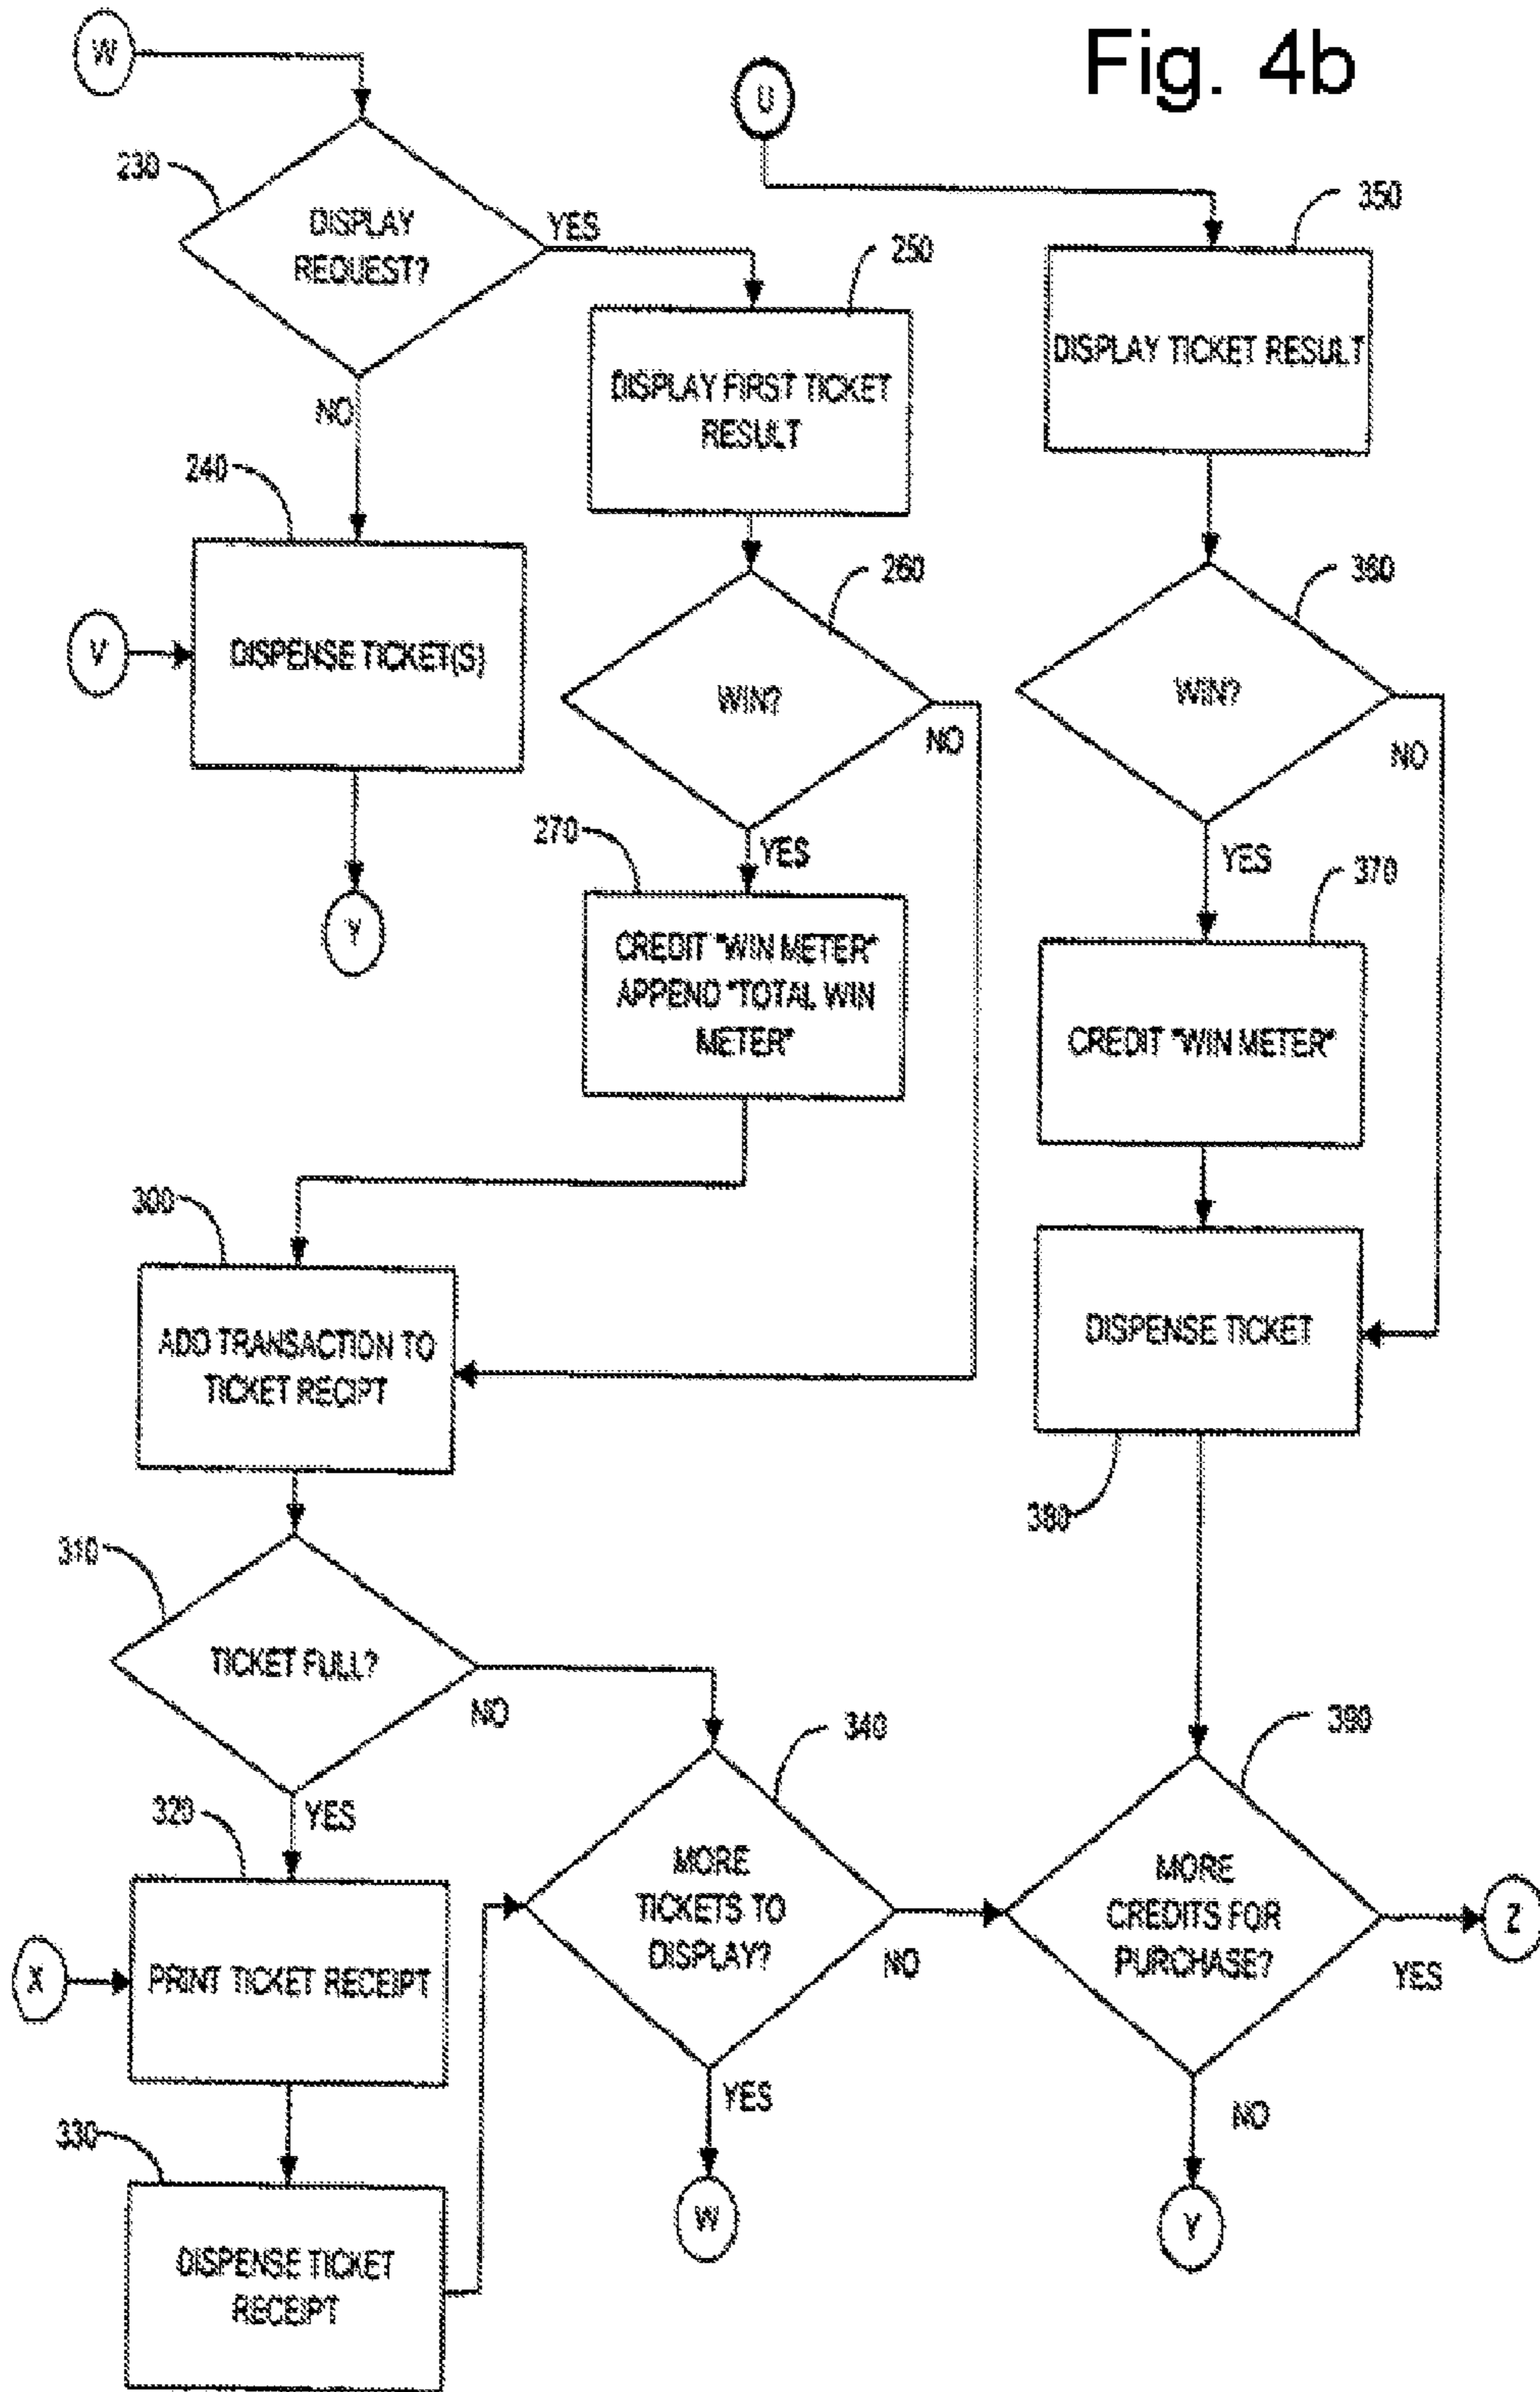 Fig. 4b
W
U
230
DISPLAY
REQUEST?
YES
NO
250
DISPLAY FIRST TICKET
RESULT
350
DISPLAY TICKET RESULT
240
V
DISPENSE TICKET(S)
Y
260
WIN?
NO
YES
360
WIN?
NO
YES
270
CREDIT "WIN METER"
APPEND "TOTAL WIN
METER"
370
CREDIT "WIN METER"
300
ADD TRANSACTION TO
TICKET RECIPT
DISPENSE TICKET
380
310
TICKET FULL?
NO
YES
320
X
PRINT TICKET RECEIPT
340
MORE
TICKETS TO
DISPLAY?
NO
YES
W
390
MORE
CREDITS FOR
PURCHASE?
YES
Z
NO
Y
330
DISPENSE TICKET
RECEIPT